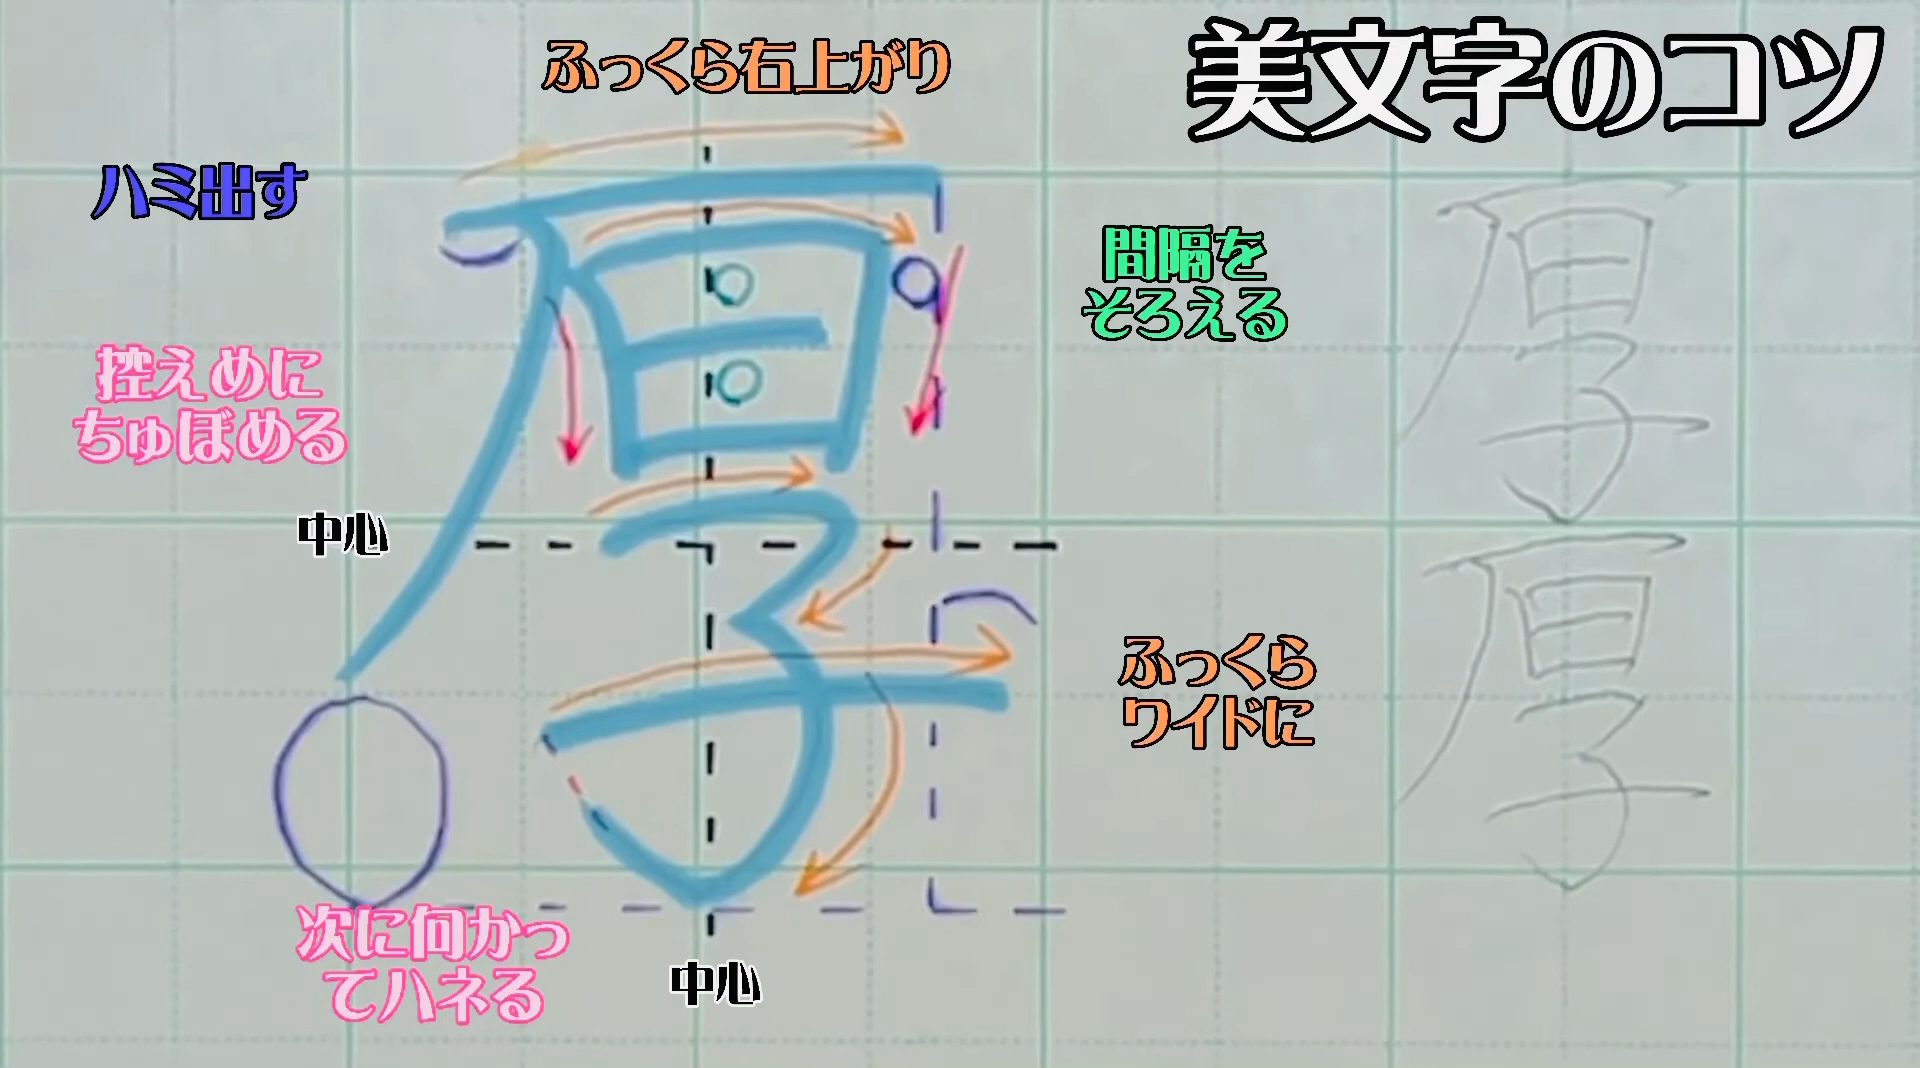 美文字のコツ
ふっくら右上がり
ハミ出す
間隔を
そろえる
控えめに
ちゅぼめる
中心
ふっくら
ワイドに
次に向かっ
てハネる
中心
厚
厚
厚